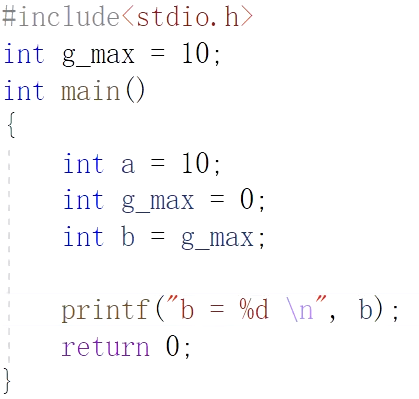 #include<stdio.h>
int g_max = 10;
int main()
{
    int a = 10;
    int g_max = 0;
    int b = g_max;

    printf("b = %d \n", b);
    return 0;
}